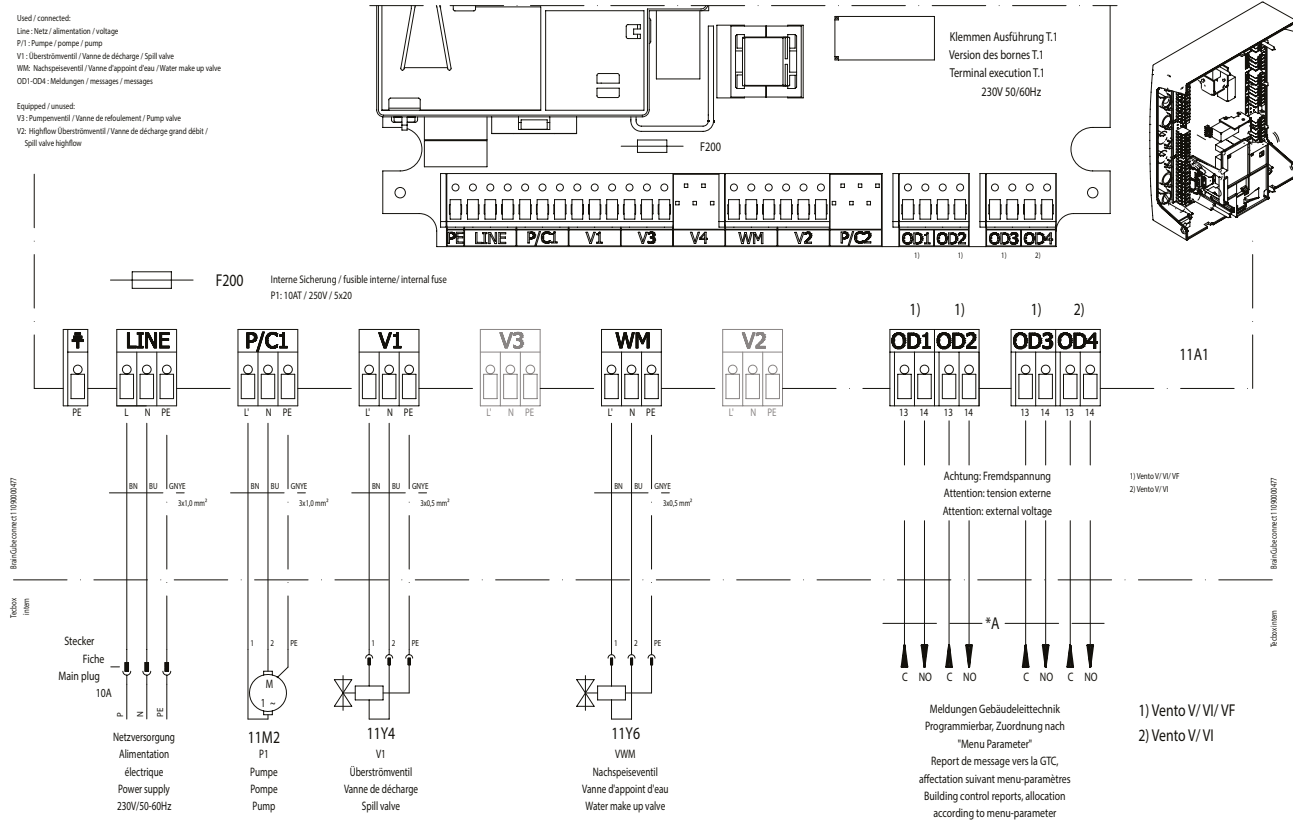 Used / connected:
Line : Netz / alimentation / voltage
P/1 : Pumpe / pompe / pump
V1 : Überströmventil / Vanne de décharge / Spill valve
WM: Nachspeiseventil / Vanne d'appoint d'eau / Water make up valve
OD1-OD4 : Meldungen / messages / messages
Equipped / unused:
V3 : Pumpenventil / Vanne de refoulement / Pump valve
V2: Highflow Überströmventil / Vanne de décharge grand débit /
Spill valve highflow
Klemmen Ausführung T.1
Version des bornes T.1
Terminal execution T.1
230V 50/60Hz
F200
PE LINE P/C1 V1 V3 V4 WM V2 P/C2 OD1 OD2 OD3 OD4
1) 1) 1) 2)
F200
Interne Sicherung / fusible interne/ internal fuse
P1: 10AT / 250V / 5x20
1) 1) 1) 2)
LINE P/C1 V1 V3 WM V2 OD1 OD2 OD3 OD4
11A1
PE L N PE L' N PE L' N PE L' N PE L' N PE L' N PE 13 14 13 14 13 14 13 14
BN BU GNYE BN BU GNYE BN BU GNYE BN BU GNYE
3x1,0 mm² 3x1,0 mm² 3x0,5 mm² 3x0,5 mm²
Achtung: Fremdspannung
Attention: tension externe
Attention: external voltage
1) Vento V/ VI/ VF
2) Vento V/ VI
BrainCube connect 11090000477
BrainCube connect 11090000477
Tecbox
intern
Tecbox intern
Stecker
Fiche
Main plug
10A
P N PE
1 2 PE
M
1 ~
1 2 PE
1 2 PE
*A
C NO C NO C NO C NO
Netzversorgung
Alimentation
électrique
Power supply
230V/50-60Hz
11M2
P1
Pumpe
Pompe
Pump
11Y4
V1
Überströmventil
Vanne de décharge
Spill valve
11Y6
VWM
Nachspeiseventil
Vanne d'appoint d'eau
Water make up valve
Meldungen Gebäudeleittechnik
Programmierbar, Zuordnung nach
"Menu Parameter"
Report de message vers la GTC,
affectation suivant menu-paramètres
Building control reports, allocation
according to menu-parameter
1) Vento V/ VI/ VF
2) Vento V/ VI